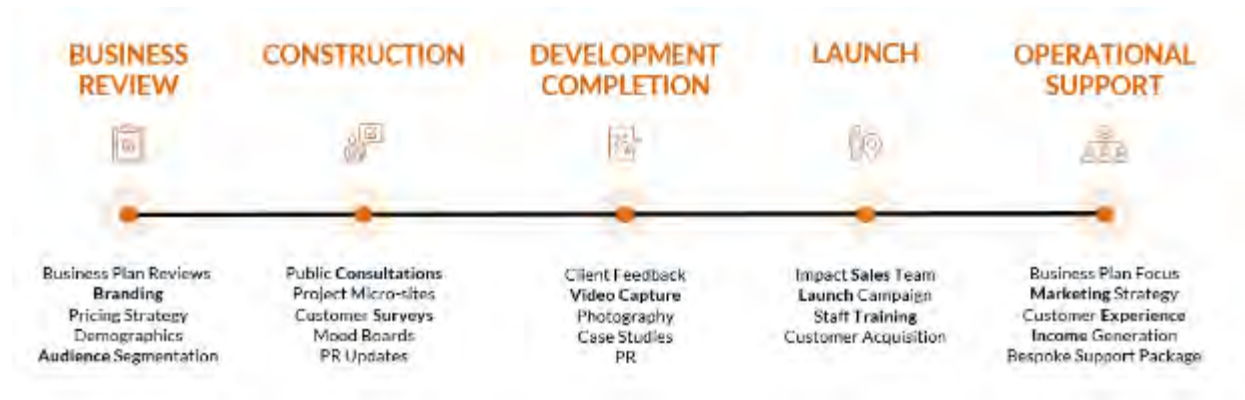 BUSINESS
REVIEW
CONSTRUCTION
DEVELOPMENT
COMPLETION
LAUNCH
OPERATIONAL
SUPPORT
Business Plan Reviews
Branding
Pricing Strategy
Demographics
Audience Segmentation
Public Consultations
Project Micro-sites
Customer Surveys
Mood Boards
PR Updates
Client Feedback
Video Capture
Photography
Case Studies
PR
Impact Sales Team
Launch Campaign
Staff Training
Customer Acquisition
Business Plan Focus
Marketing Strategy
Customer Experience
Income Generation
Bespoke Support Package